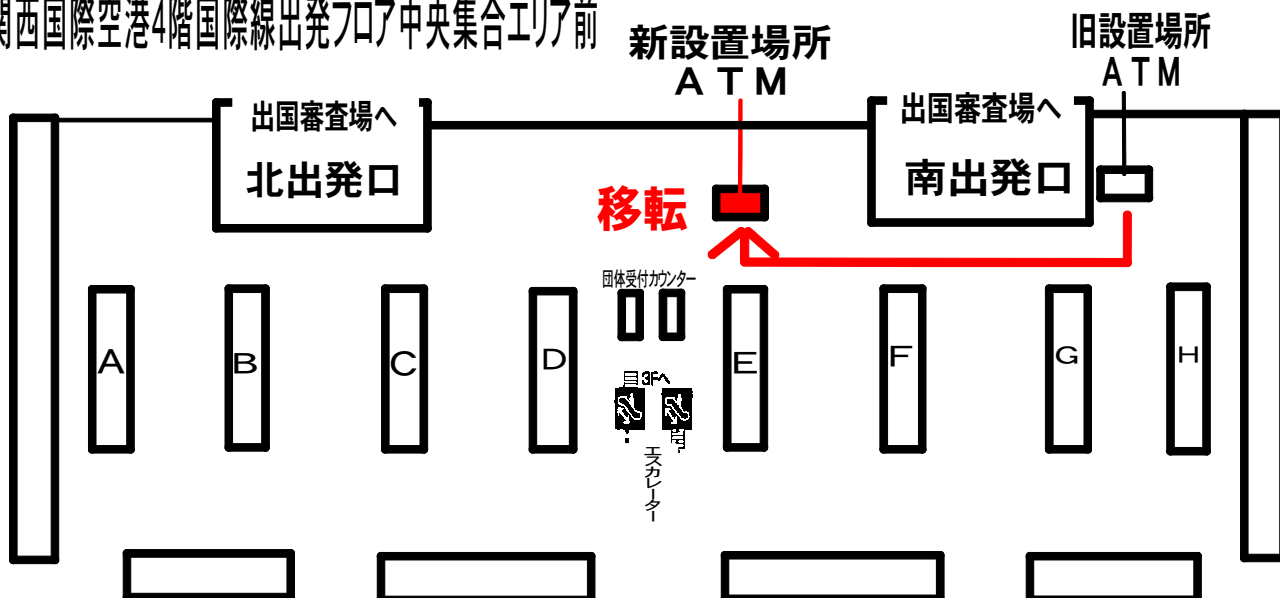 関西国際空港4階国際線出発フロア中央集合エリア前
新設置場所
ATM
旧設置場所
ATM
出国審査場へ
北出発口
出国審査場へ
南出発口
移転
団体受付カウンター
A
B
C
D
E
F
G
H
3Fへ
エスカレーター